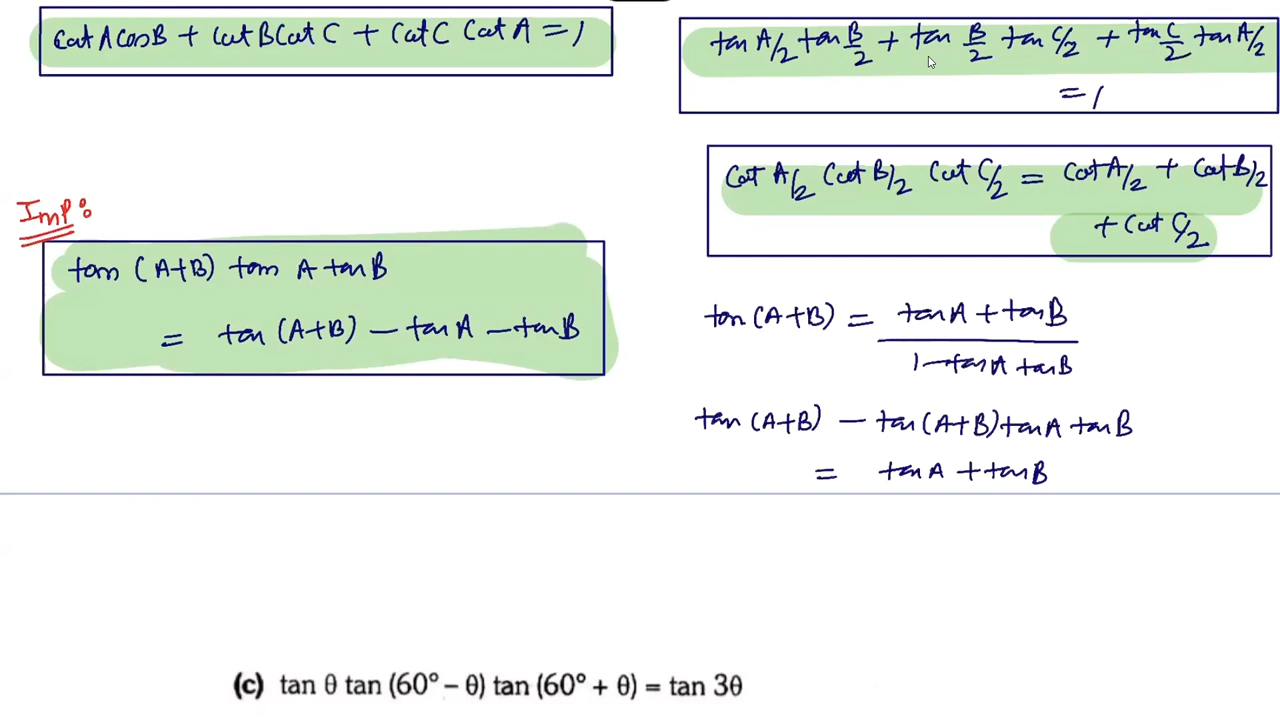 Cot A cosB + Cot B Cot C + Cot C Cot A = 1
tan A/2 tan B/2 + tan B/2 tan C/2 + tan C/2 tan A/2
= 1
Cot A/2 Cot B/2 Cot C/2 = Cot A/2 + Cot B/2
+ Cot C/2
Imp:
tan (A+B) tan A tan B
= tan (A+B) – tan A – tan B
tan (A+B) = tan A + tan B
1 – tan A tan B
tan (A+B) – tan (A+B) tan A tan B
= tan A + tan B
(c) tan θ tan (60° – θ) tan (60° + θ) = tan 3θ